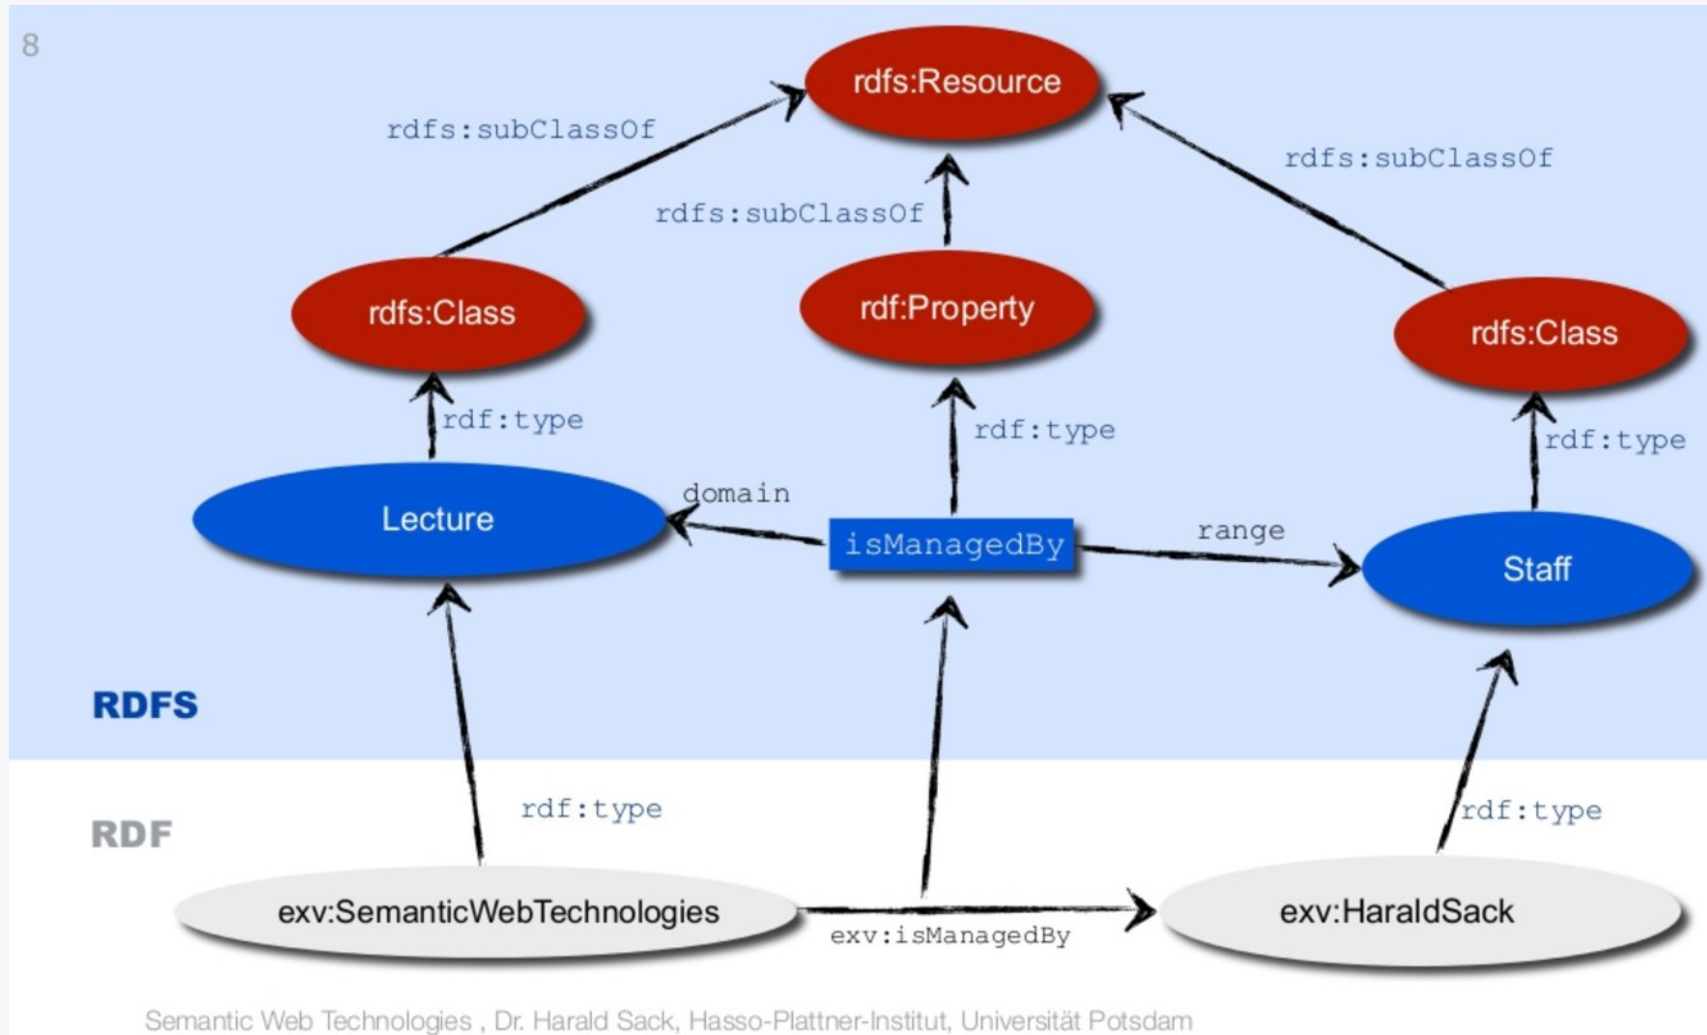 8
rdfs:Resource
rdfs:subClassOf
rdfs:subClassOf
rdfs:subClassOf
rdfs:Class
rdf:Property
rdfs:Class
rdf:type
rdf:type
rdf:type
domain
Lecture
isManagedBy
range
Staff
RDFS
rdf:type
rdf:type
RDF
exv:SemanticWebTechnologies
exv:isManagedBy
exv:HaraldSack
Semantic Web Technologies , Dr. Harald Sack, Hasso-Plattner-Institut, Universität Potsdam